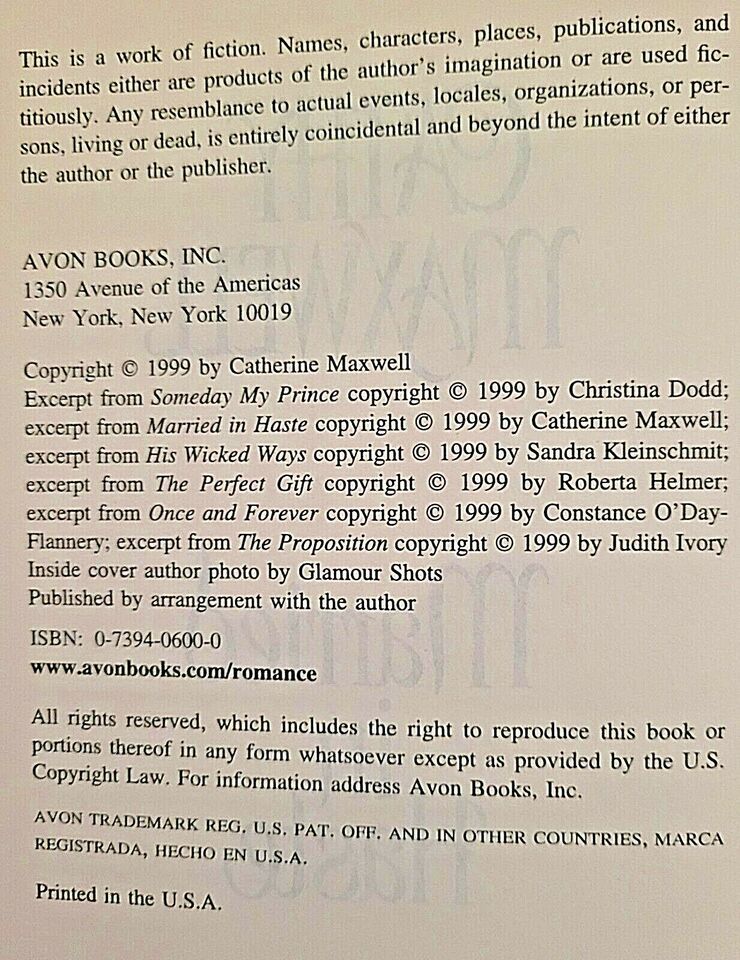 This is a work of fiction. Names, characters, places, publications, and
incidents either are products of the author's imagination or are used fic-
titiously. Any resemblance to actual events, locales, organizations, or per-
sons, living or dead, is entirely coincidental and beyond the intent of either
the author or the publisher.
AVON BOOKS, INC.
1350 Avenue of the Americas
New York, New York 10019
Copyright © 1999 by Catherine Maxwell
Excerpt from Someday My Prince copyright © 1999 by Christina Dodd;
excerpt from Married in Haste copyright © 1999 by Catherine Maxwell;
excerpt from His Wicked Ways copyright © 1999 by Sandra Kleinschmit;
excerpt from The Perfect Gift copyright © 1999 by Roberta Helmer;
excerpt from Once and Forever copyright © 1999 by Constance O'Day-
Flannery; excerpt from The Proposition copyright © 1999 by Judith Ivory
Inside cover author photo by Glamour Shots
Published by arrangement with the author
ISBN: 0-7394-0600-0
www.avonbooks.com/romance
All rights reserved, which includes the right to reproduce this book or
portions thereof in any form whatsoever except as provided by the U.S.
Copyright Law. For information address Avon Books, Inc.
AVON TRADEMARK REG. U.S. PAT. OFF. AND IN OTHER COUNTRIES, MARCA
REGISTRADA, HECHO EN U.S.A.
Printed in the U.S.A.